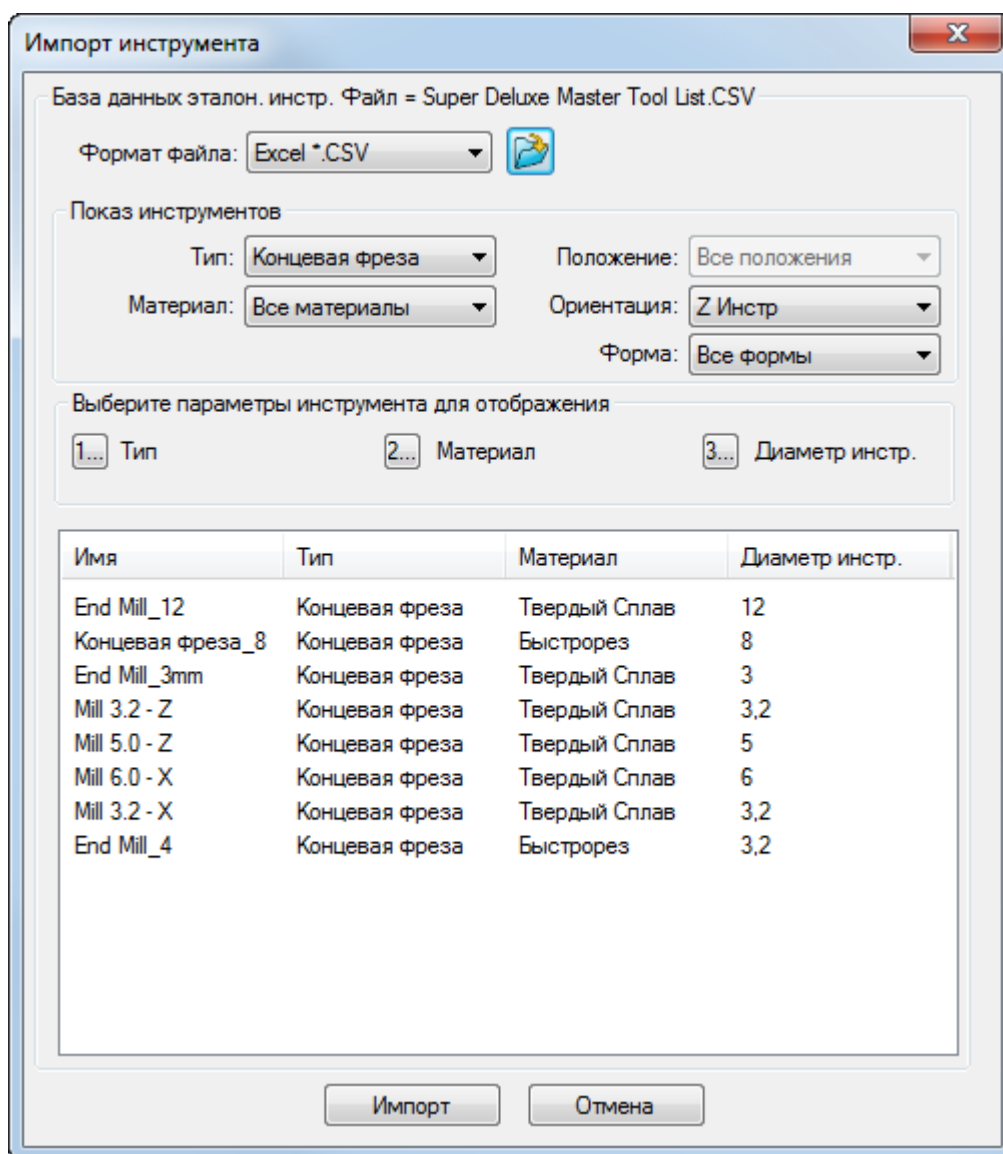 Импорт инструмента
База данных эталон. инстр. Файл = Super Deluxe Master Tool List.CSV
Формат файла: Excel *.CSV
Показ инструментов
Тип: Концевая фреза Положение: Все положения
Материал: Все материалы Ориентация: Z Инстр
Форма: Все формы
Выберите параметры инструмента для отображения
1... Тип 2... Материал 3... Диаметр инстр.
Имя Тип Материал Диаметр инстр.
End Mill_12 Концевая фреза Твердый Сплав 12
Концевая фреза_8 Концевая фреза Быстрорез 8
End Mill_3mm Концевая фреза Твердый Сплав 3
Mill 3.2 - Z Концевая фреза Твердый Сплав 3,2
Mill 5.0 - Z Концевая фреза Твердый Сплав 5
Mill 6.0 - X Концевая фреза Твердый Сплав 6
Mill 3.2 - X Концевая фреза Твердый Сплав 3,2
End Mill_4 Концевая фреза Быстрорез 3,2
Импорт Отмена